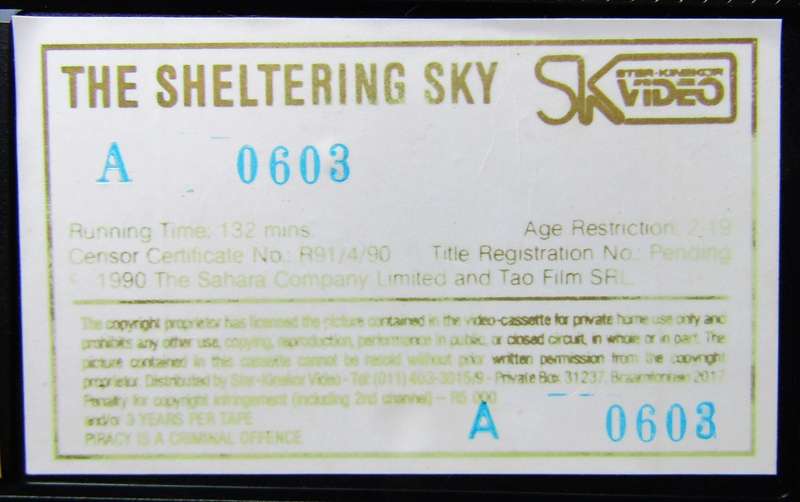 THE SHELTERING SKY
SK STER-KINEKOR VIDEO
A 0603
Running Time: 132 mins. Age Restriction: 2-19
Censor Certificate No.: R91/4/90 Title Registration No.: Pending
1990 The Sahara Company Limited and Tao Film SRL.
The copyright proprietor has licensed the picture contained in the video-cassette for private home use only and
prohibits any other use, copying, reproduction, performance in public, or closed circuit, in whole or in part. The
picture contained in this cassette cannot be resold without prior written permission from the copyright
proprietor. Distributed by Ster-Kinekor Video - Tel: (011) 463-3015/9 - Private Box 31237, Braamfontein 2017
Penalty for copyright infringement (including 2nd channel) – R5 000
and/or 3 YEARS PER TAPE
PIRACY IS A CRIMINAL OFFENCE
A 0603